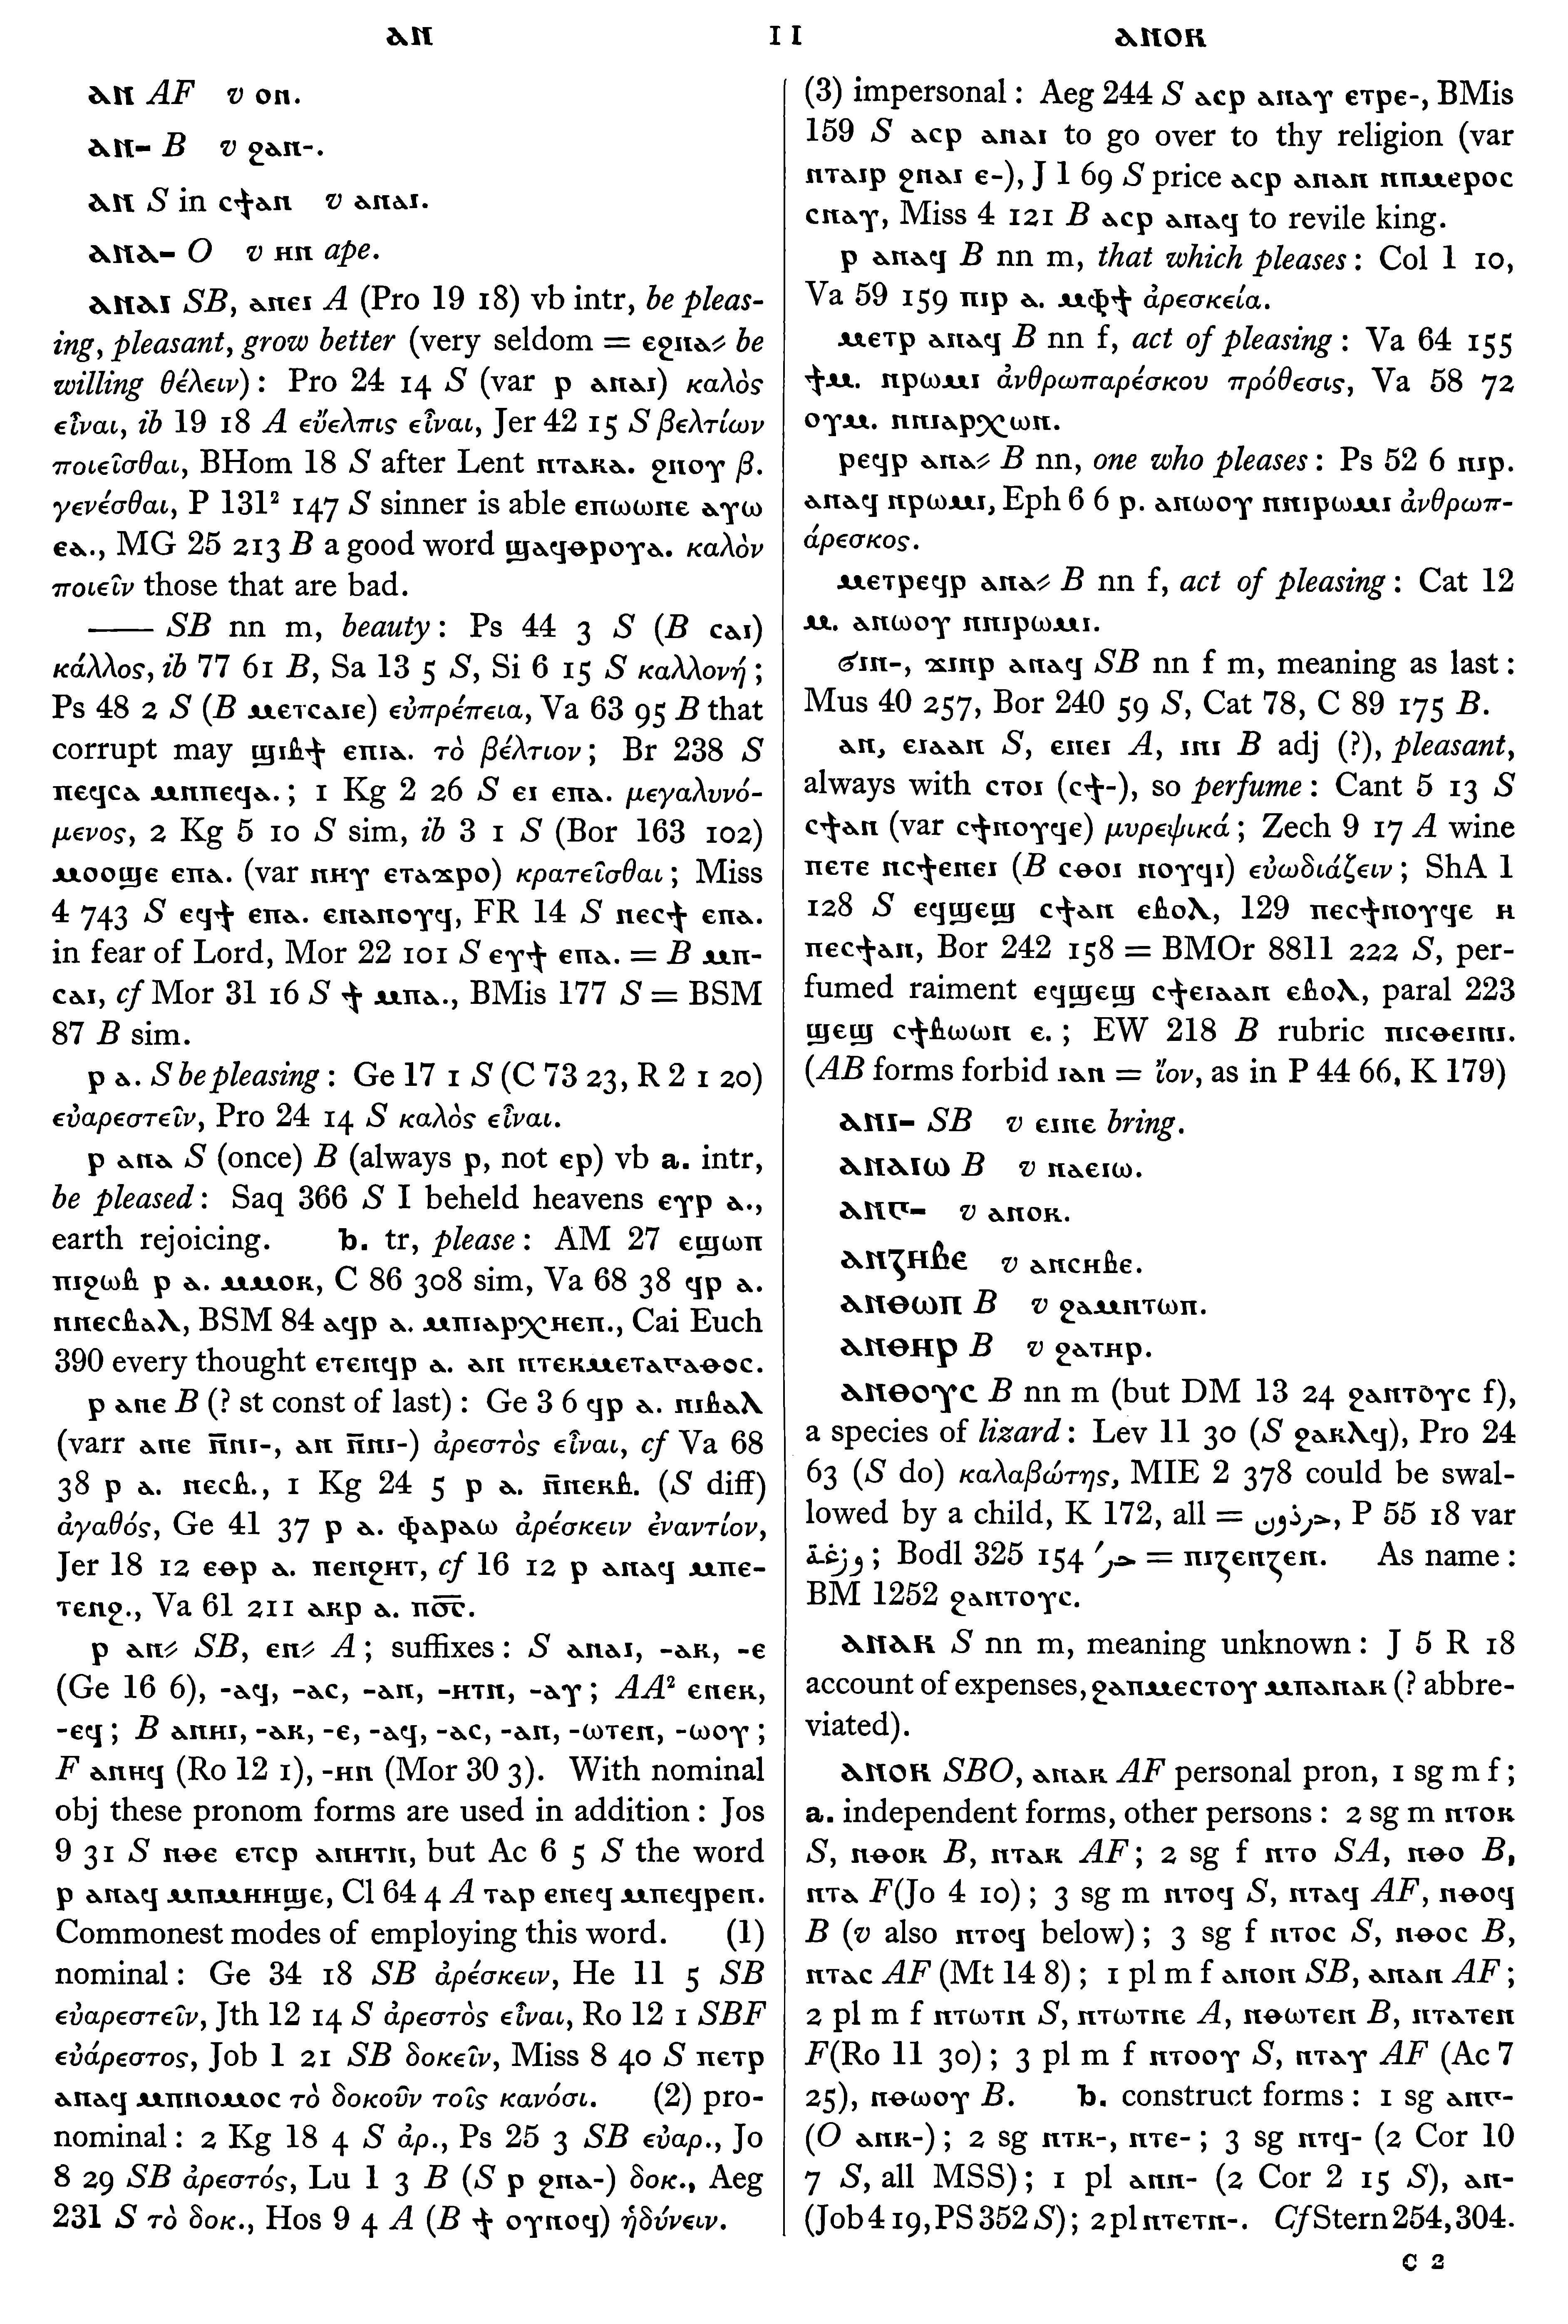 ⲁⲛ 11 ⲁⲛⲟⲕ
ⲁⲛ AF v ⲟⲛ.
ⲁⲛ- B v ϩⲁⲛ-.
ⲁⲛ S in ⲥϯⲁⲛ v ⲁⲛⲁⲓ.
ⲁⲛⲁ- O v ⲏⲛ ape.
ⲁⲛⲁⲓ SB, ⲁⲛⲉⲓ A (Pro 19 18) vb intr, be pleas-
ing, pleasant, grow better (very seldom = ⲉϩⲛⲁ⸗ be
willing θέλειν): Pro 24 14 S (var ⲣ ⲁⲛⲁⲓ) καλὸς
εἶναι, ib 19 18 A εὔελπις εἶναι, Jer 42 15 S βελτίων
ποιεῖσθαι, BHom 18 S after Lent ⲛⲧⲁⲕⲁ. ϩⲛⲟⲩ β.
γενέσθαι, P 131² 147 S sinner is able ⲉⲡⲱⲱⲛⲉ ⲁⲩⲱ
ⲉⲁ., MG 25 213 B a good word ϣⲁϥⲑⲣⲟⲩⲁ. καλὸν
ποιεῖν those that are bad.
—— SB nn m, beauty: Ps 44 3 S (B ⲥⲁⲓ)
κάλλος, ib 77 61 B, Sa 13 5 S, Si 6 15 S καλλονή;
Ps 48 2 S (B ⲙⲉⲧⲥⲁⲓⲉ) εὐπρέπεια, Va 63 95 B that
corrupt may ϣⲓⲃϯ ⲉⲡⲓⲁ. τὸ βέλτιον; Br 238 S
ⲡⲉϥⲥⲁ ⲙⲛⲡⲉϥⲁ.; 1 Kg 2 26 S ⲉⲓ ⲉⲡⲁ. μεγαλυνό-
μενος, 2 Kg 5 10 S sim, ib 3 1 S (Bor 163 102)
ⲙⲟⲟϣⲉ ⲉⲡⲁ. (var ⲛⲏⲩ ⲉⲧⲁϫⲣⲟ) κρατεῖσθαι; Miss
4 743 S ⲉϥϯ ⲉⲡⲁ. ⲉⲡⲁⲛⲟⲩϥ, FR 14 S ⲛⲉⲥϯ ⲉⲡⲁ.
in fear of Lord, Mor 22 101 S ⲉⲩϯ ⲉⲡⲁ. = B ⲙⲡ-
ⲥⲁⲓ, cf Mor 31 16 S ϯ ⲙⲡⲁ., BMis 177 S = BSM
87 B sim.
ⲣ ⲁ. S be pleasing: Ge 17 1 S (C 73 23, R 2 1 20)
εὐαρεστεῖν, Pro 24 14 S καλὸς εἶναι.
ⲣ ⲁⲛⲁ S (once) B (always ⲣ, not ⲉⲣ) vb a. intr,
be pleased: Saq 366 S I beheld heavens ⲉⲩⲣ ⲁ.,
earth rejoicing. b. tr, please: AM 27 ⲉϣⲱⲡ
ⲡⲓϩⲱⲃ ⲣ ⲁ. ⲙⲙⲟⲕ, C 86 308 sim, Va 68 38 ϥⲣ ⲁ.
ⲛⲛⲉⲥⲃⲁⲗ, BSM 84 ⲁϥⲣ ⲁ. ⲙⲡⲓⲁⲣⲭⲏⲉⲡ., Cai Euch
390 every thought ⲉⲧⲉⲛϥⲣ ⲁ. ⲁⲛ ⲛⲧⲉⲕⲙⲉⲧⲁⲅⲁⲑⲟⲥ.
ⲣ ⲁⲛⲉ B (? st const of last): Ge 3 6 ϥⲣ ⲁ. ⲛⲓⲃⲁⲗ
(varr ⲁⲛⲉ ⲛ̅ⲛⲓ-, ⲁⲛ ⲛ̅ⲛⲓ-) ἀρεστὸς εἶναι, cf Va 68
38 ⲣ ⲁ. ⲛⲉⲥⲃ., 1 Kg 24 5 ⲣ ⲁ. ⲛ̅ⲛⲉⲕⲃ. (S diff)
ἀγαθός, Ge 41 37 ⲣ ⲁ. ⲫⲁⲣⲁⲱ ἀρέσκειν ἐναντίον,
Jer 18 12 ⲉⲑⲣ ⲁ. ⲡⲉⲛϩⲏⲧ, cf 16 12 ⲣ ⲁⲛⲁϥ ⲙⲡⲉ-
ⲧⲉⲛϩ., Va 61 211 ⲁⲕⲣ ⲁ. ⲡⲟ̅ⲥ̅.
ⲣ ⲁⲛ⸗ SB, ⲉⲛ⸗ A; suffixes: S ⲁⲛⲁⲓ, -ⲁⲕ, -ⲉ
(Ge 16 6), -ⲁϥ, -ⲁⲥ, -ⲁⲛ, -ⲏⲧⲛ, -ⲁⲩ; AA² ⲉⲛⲉⲕ,
-ⲉϥ; B ⲁⲛⲏⲓ, -ⲁⲕ, -ⲉ, -ⲁϥ, -ⲁⲥ, -ⲁⲛ, -ⲱⲧⲉⲛ, -ⲱⲟⲩ;
F ⲁⲛⲏϥ (Ro 12 1), -ⲏⲛ (Mor 30 3). With nominal
obj these pronom forms are used in addition: Jos
9 31 S ⲛⲑⲉ ⲉⲧⲥⲣ ⲁⲛⲏⲧⲛ, but Ac 6 5 S the word
ⲣ ⲁⲛⲁϥ ⲙⲡⲙⲏⲏϣⲉ, Cl 64 4 A ⲧⲁⲣ ⲉⲛⲉϥ ⲙⲡⲉϥⲣⲉⲛ.
Commonest modes of employing this word. (1)
nominal: Ge 34 18 SB ἀρέσκειν, He 11 5 SB
εὐαρεστεῖν, Jth 12 14 S ἀρεστὸς εἶναι, Ro 12 1 SBF
εὐάρεστος, Job 1 21 SB δοκεῖν, Miss 8 40 S ⲡⲉⲧⲣ
ⲁⲛⲁϥ ⲙⲡⲛⲟⲙⲟⲥ τὸ δοκοῦν τοῖς κανόσι. (2) pro-
nominal: 2 Kg 18 4 S ἀρ., Ps 25 3 SB εὐαρ., Jo
8 29 SB ἀρεστός, Lu 1 3 B (S ⲣ ϩⲛⲁ-) δοκ., Aeg
231 S τὸ δοκ., Hos 9 4 A (B ϯ ⲟⲩⲛⲟϥ) ἡδύνειν.
(3) impersonal: Aeg 244 S ⲁⲥⲣ ⲁⲛⲁⲩ ⲉⲧⲣⲉ-, BMis
159 S ⲁⲥⲣ ⲁⲛⲁⲓ to go over to thy religion (var
ⲛⲧⲁⲓⲣ ϩⲛⲁⲓ ⲉ-), J 1 69 S price ⲁⲥⲣ ⲁⲛⲁⲛ ⲛⲡⲙⲉⲣⲟⲥ
ⲥⲛⲁⲩ, Miss 4 121 B ⲁⲥⲣ ⲁⲛⲁϥ to revile king.
ⲣ ⲁⲛⲁϥ B nn m, that which pleases: Col 1 10,
Va 59 159 ⲡⲓⲣ ⲁ. ⲙⲫϯ ἀρεσκεία.
ⲙⲉⲧⲣ ⲁⲛⲁϥ B nn f, act of pleasing: Va 64 155
ϯⲙ. ⲛⲣⲱⲙⲓ ἀνθρωπαρέσκου πρόθεσις, Va 58 72
ⲟⲩⲙ. ⲛⲛⲓⲁⲣⲭⲱⲛ.
ⲣⲉϥⲣ ⲁⲛⲁ⸗ B nn, one who pleases: Ps 52 6 ⲛⲓⲣ.
ⲁⲛⲁϥ ⲛⲣⲱⲙⲓ, Eph 6 6 ⲣ. ⲁⲛⲱⲟⲩ ⲛⲛⲓⲣⲱⲙⲓ ἀνθρωπ-
άρεσκος.
ⲙⲉⲧⲣⲉϥⲣ ⲁⲛⲁ⸗ B nn f, act of pleasing: Cat 12
ⲙ. ⲁⲛⲱⲟⲩ ⲛⲛⲓⲣⲱⲙⲓ.
ϭⲓⲛ-, ϫⲓⲛⲣ ⲁⲛⲁϥ SB nn f m, meaning as last:
Mus 40 257, Bor 240 59 S, Cat 78, C 89 175 B.
ⲁⲛ, ⲉⲓⲁⲁⲛ S, ⲉⲛⲉⲓ A, ⲓⲛⲓ B adj (?), pleasant,
always with ⲥⲧⲟⲓ (ⲥϯ-), so perfume: Cant 5 13 S
ⲥϯⲁⲛ (var ⲥϯⲛⲟⲩϥⲉ) μυρεψικά; Zech 9 17 A wine
ⲡⲉⲧⲉ ⲛⲥϯⲉⲛⲉⲓ (B ⲥⲑⲟⲓ ⲛⲟⲩϥⲓ) εὐωδιάζειν; ShA 1
128 S ⲉϥϣⲉϣ ⲥϯⲁⲛ ⲉⲃⲟⲗ, 129 ⲡⲉⲥϯⲛⲟⲩϥⲉ ⲏ
ⲡⲉⲥϯⲁⲛ, Bor 242 158 = BMOr 8811 222 S, per-
fumed raiment ⲉϥϣⲉϣ ⲥϯⲉⲓⲁⲁⲛ ⲉⲃⲟⲗ, paral 223
ϣⲉϣ ⲥϯⲃⲱⲱⲛ ⲉ.; EW 218 B rubric ⲡⲓⲥⲑⲉⲓⲛⲓ.
(AB forms forbid ⲓⲁⲛ = ἴον, as in P 44 66, K 179)
ⲁⲛⲓ- SB v ⲉⲓⲛⲉ bring.
ⲁⲛⲁⲓⲱ B v ⲛⲁⲉⲓⲱ.
ⲁⲛⲅ- v ⲁⲛⲟⲕ.
ⲁⲛⲍⲏⲃⲉ v ⲁⲛⲥⲏⲃⲉ.
ⲁⲛⲑⲱⲛ B v ϩⲁⲙⲛⲧⲱⲛ.
ⲁⲛⲑⲏⲣ B v ϩⲁⲧⲏⲣ.
ⲁⲛⲑⲟⲩⲥ B nn m (but DM 13 24 ϩⲁⲛⲧⲟⲩⲥ f),
a species of lizard: Lev 11 30 (S ϩⲁⲕⲗϥ), Pro 24
63 (S do) καλαβώτης, MIE 2 378 could be swal-
lowed by a child, K 172, all = حرذون, P 55 18 var
وزغة; Bodl 325 154 حر′ = ⲡⲓⲍⲉⲛⲍⲉⲛ. As name:
BM 1252 ϩⲁⲛⲧⲟⲩⲥ.
ⲁⲛⲁⲕ S nn m, meaning unknown: J 5 R 18
account of expenses, ϩⲁⲡⲙⲉⲥⲧⲟⲩ ⲙⲡⲁⲛⲁⲕ (? abbre-
viated).
ⲁⲛⲟⲕ SBO, ⲁⲛⲁⲕ AF personal pron, 1 sg m f;
a. independent forms, other persons: 2 sg m ⲛⲧⲟⲕ
S, ⲛⲑⲟⲕ B, ⲛⲧⲁⲕ AF; 2 sg f ⲛⲧⲟ SA, ⲛⲑⲟ B,
ⲛⲧⲁ F (Jo 4 10); 3 sg m ⲛⲧⲟϥ S, ⲛⲧⲁϥ AF, ⲛⲑⲟϥ
B (v also ⲛⲧⲟϥ below); 3 sg f ⲛⲧⲟⲥ S, ⲛⲑⲟⲥ B,
ⲛⲧⲁⲥ AF (Mt 14 8); 1 pl m f ⲁⲛⲟⲛ SB, ⲁⲛⲁⲛ AF;
2 pl m f ⲛⲧⲱⲧⲛ S, ⲛⲧⲱⲧⲛⲉ A, ⲛⲑⲱⲧⲉⲛ B, ⲛⲧⲁⲧⲉⲛ
F (Ro 11 30); 3 pl m f ⲛⲧⲟⲟⲩ S, ⲛⲧⲁⲩ AF (Ac 7
25), ⲛⲑⲱⲟⲩ B. b. construct forms: 1 sg ⲁⲛⲅ-
(O ⲁⲛⲕ-); 2 sg ⲛⲧⲕ-, ⲛⲧⲉ-; 3 sg ⲛⲧϥ- (2 Cor 10
7 S, all MSS); 1 pl ⲁⲛⲛ- (2 Cor 2 15 S), ⲁⲛ-
(Job 4 19, PS 352 S); 2 pl ⲛⲧⲉⲧⲛ-. Cf Stern 254, 304.
C 2